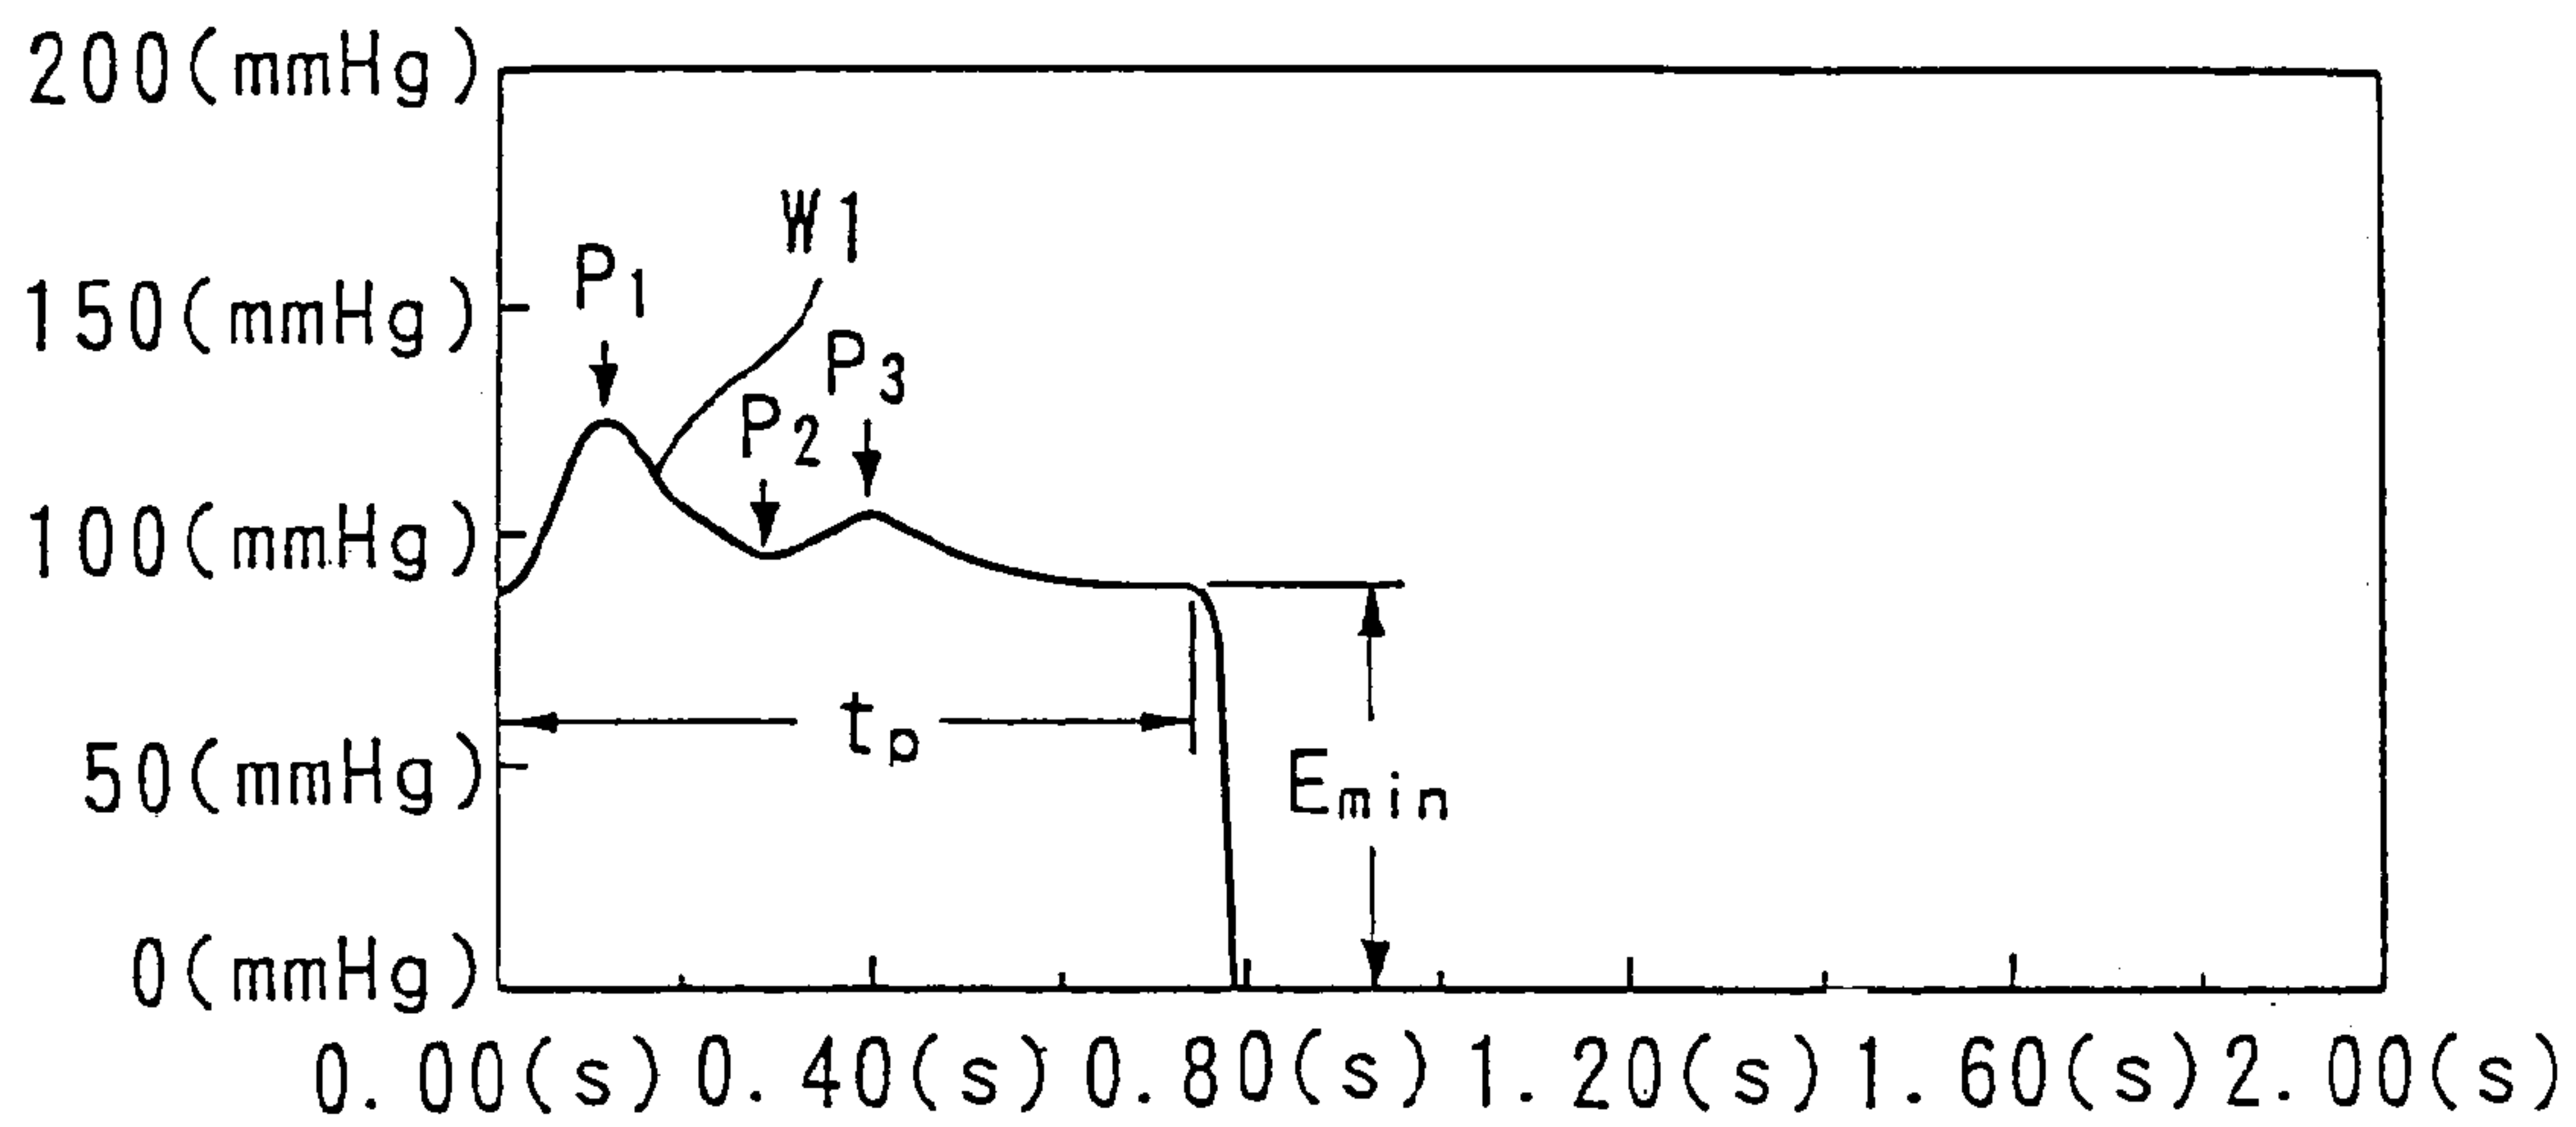 200(mmHg)
W1
P1
150(mmHg)
P3
P2
100(mmHg)
tp
50(mmHg)
Emin
0(mmHg)
0.00(s) 0.40(s) 0.80(s) 1.20(s) 1.60(s) 2.00(s)